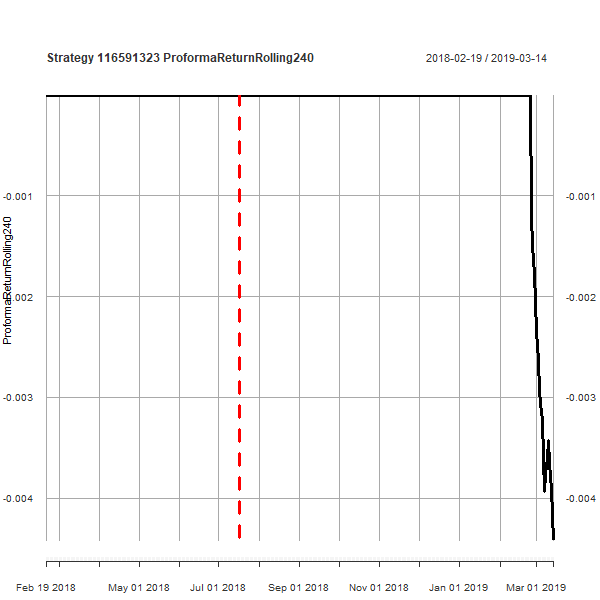 Strategy 116591323 ProformaReturnRolling240
2018-02-19 / 2019-03-14
-0.001
-0.001
-0.002
-0.002
-0.003
-0.003
-0.004
-0.004
ProformaReturnRolling240
Feb 19 2018
May 01 2018
Jul 01 2018
Sep 01 2018
Nov 01 2018
Jan 01 2019
Mar 01 2019